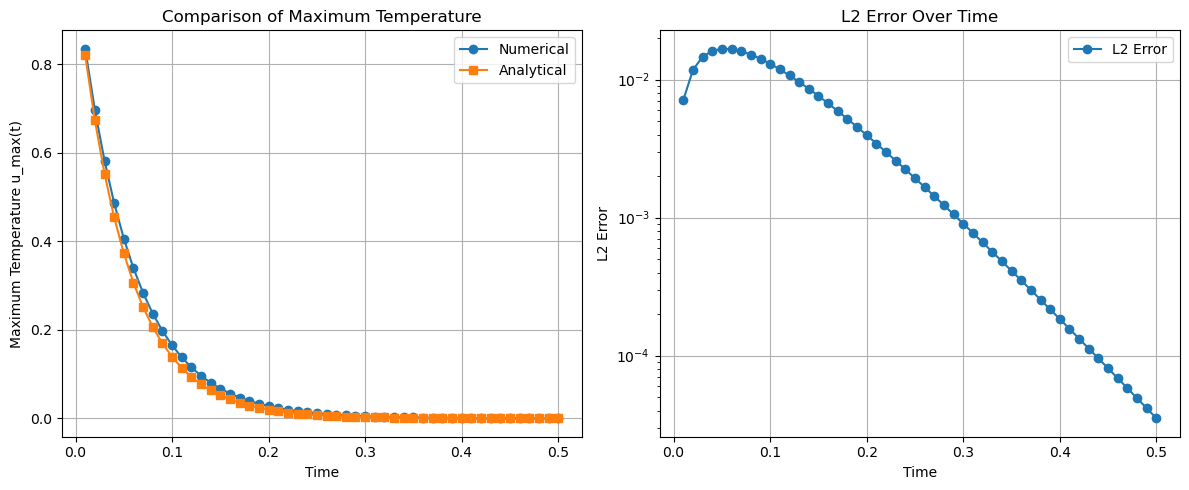 Comparison of Maximum Temperature
Maximum Temperature u_max(t)
0.8
0.6
0.4
0.2
0.0
0.0 0.1 0.2 0.3 0.4 0.5
Time
Numerical
Analytical
L2 Error Over Time
L2 Error
10⁻²
10⁻³
10⁻⁴
0.0 0.1 0.2 0.3 0.4 0.5
Time
L2 Error